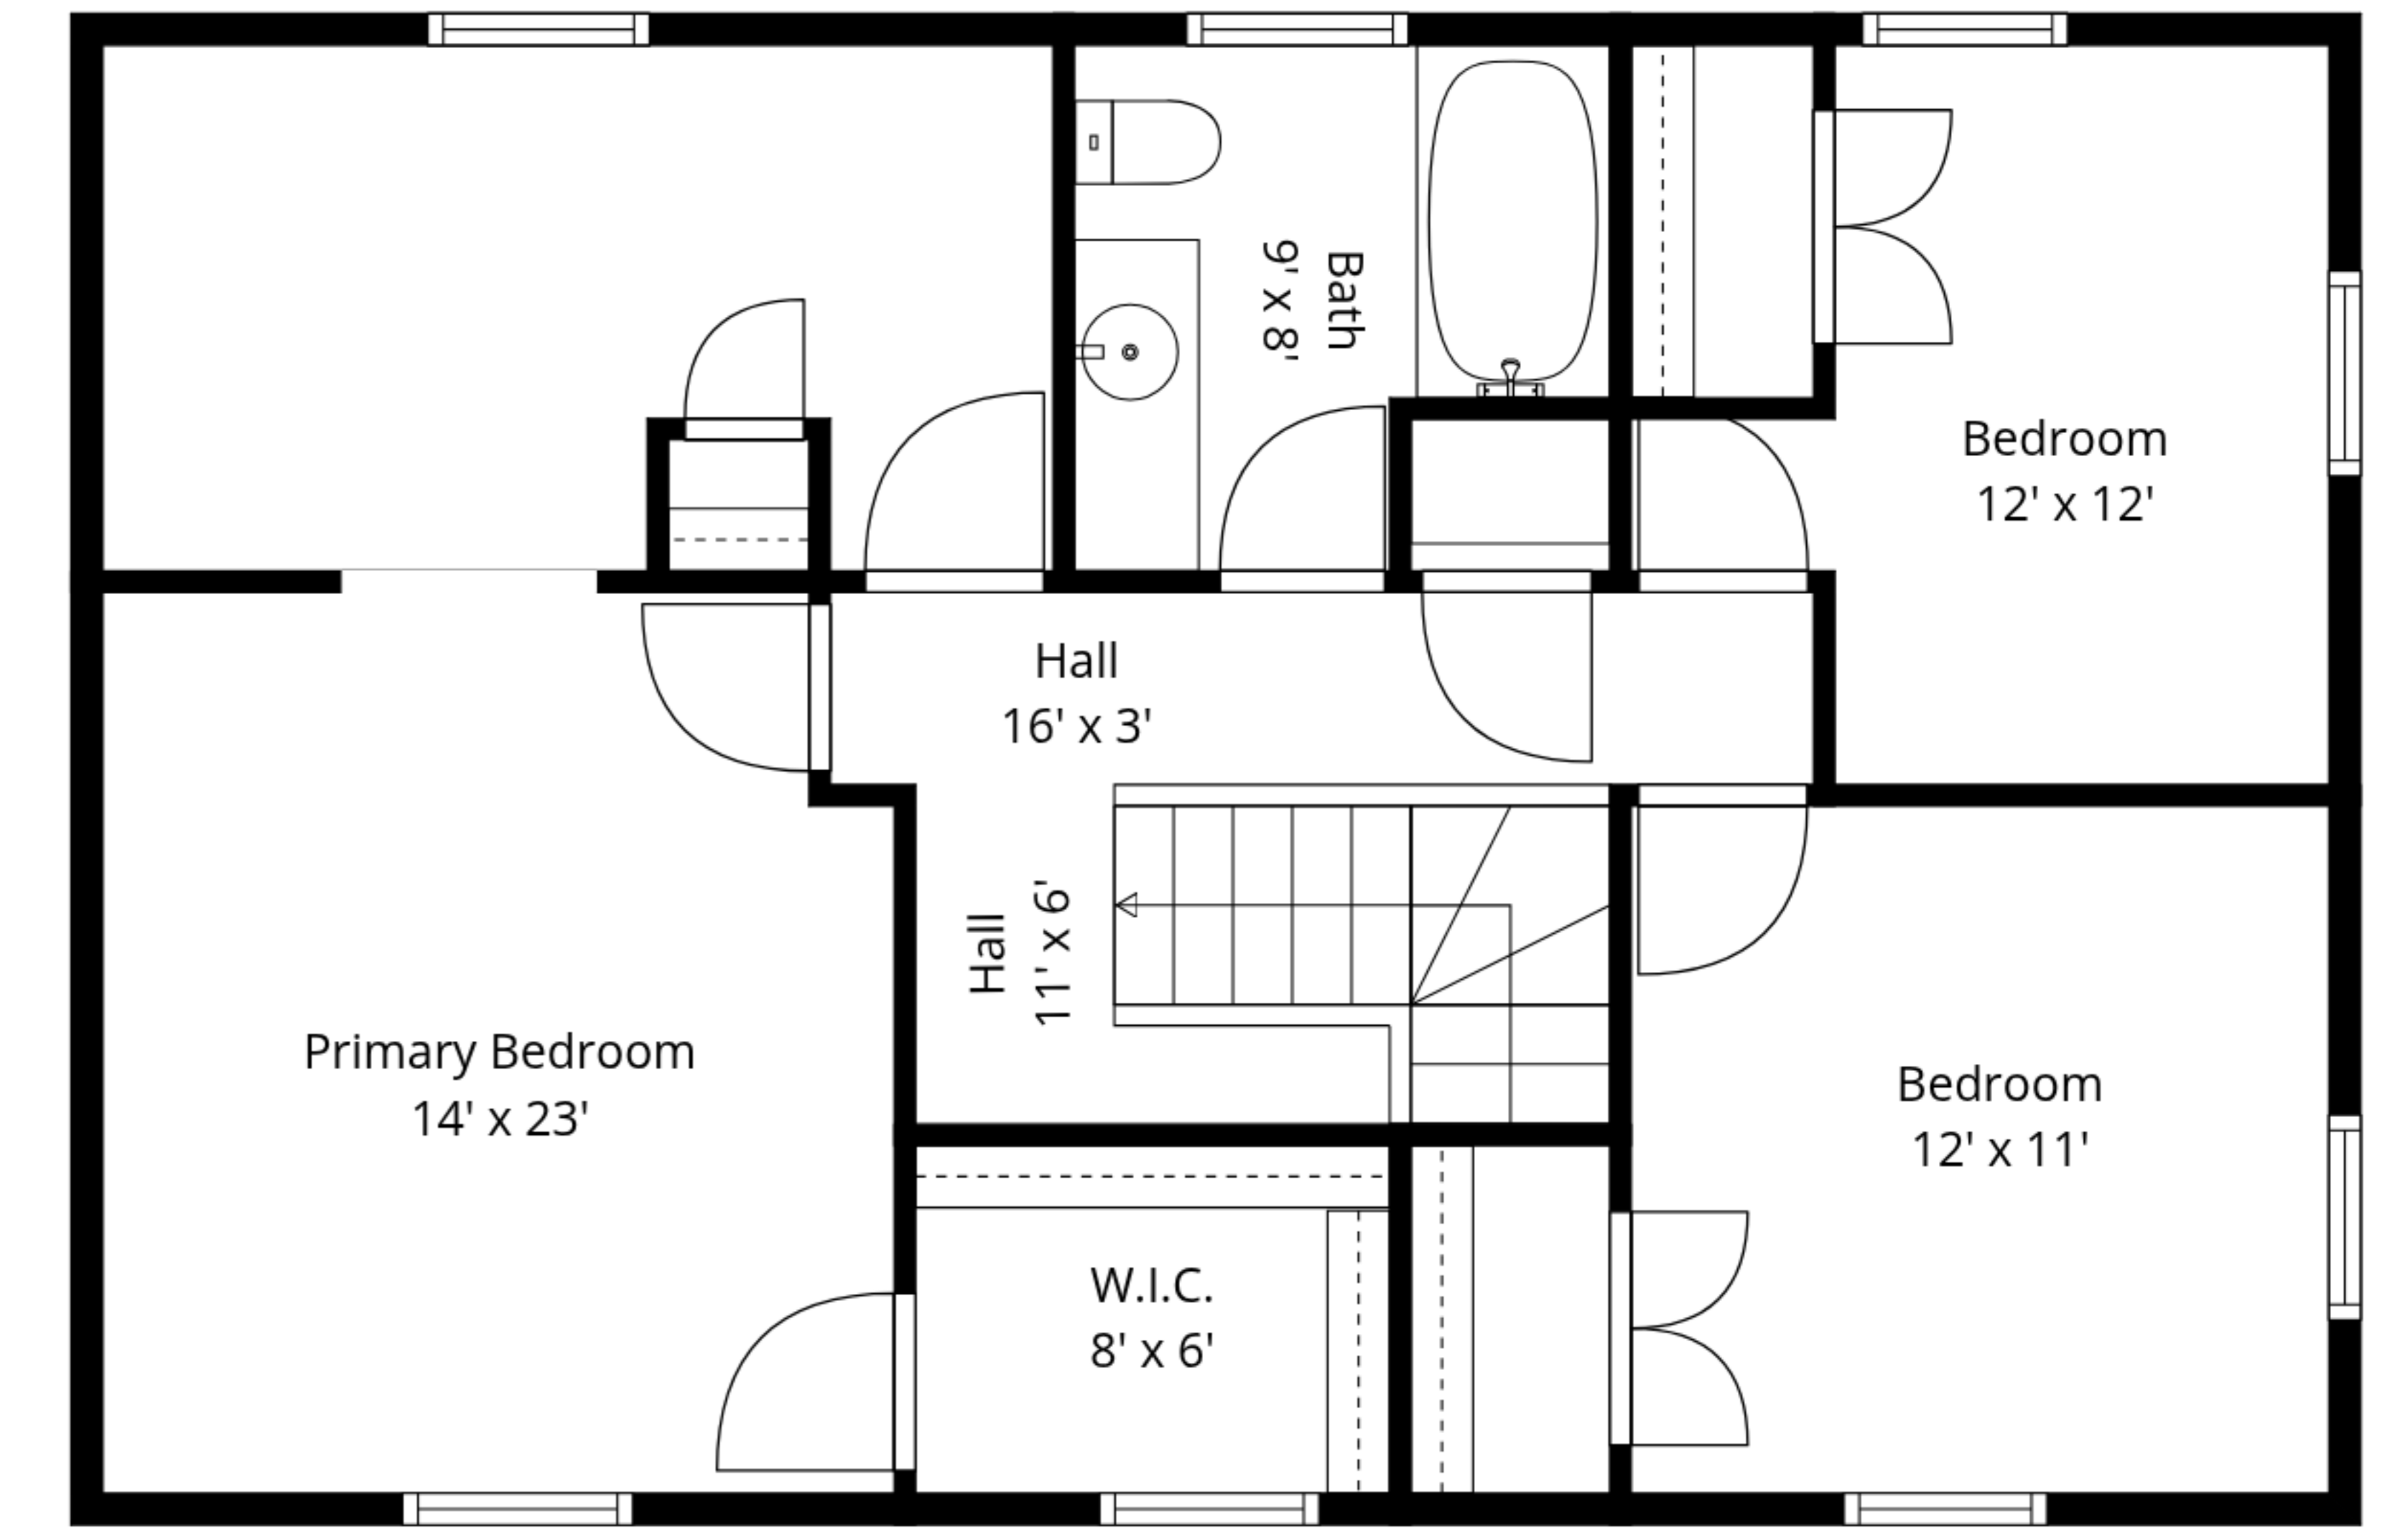 Bath
9' x 8'
Bedroom
12' x 12'
Hall
16' x 3'
Hall
11' x 6'
Primary Bedroom
14' x 23'
Bedroom
12' x 11'
W.I.C.
8' x 6'